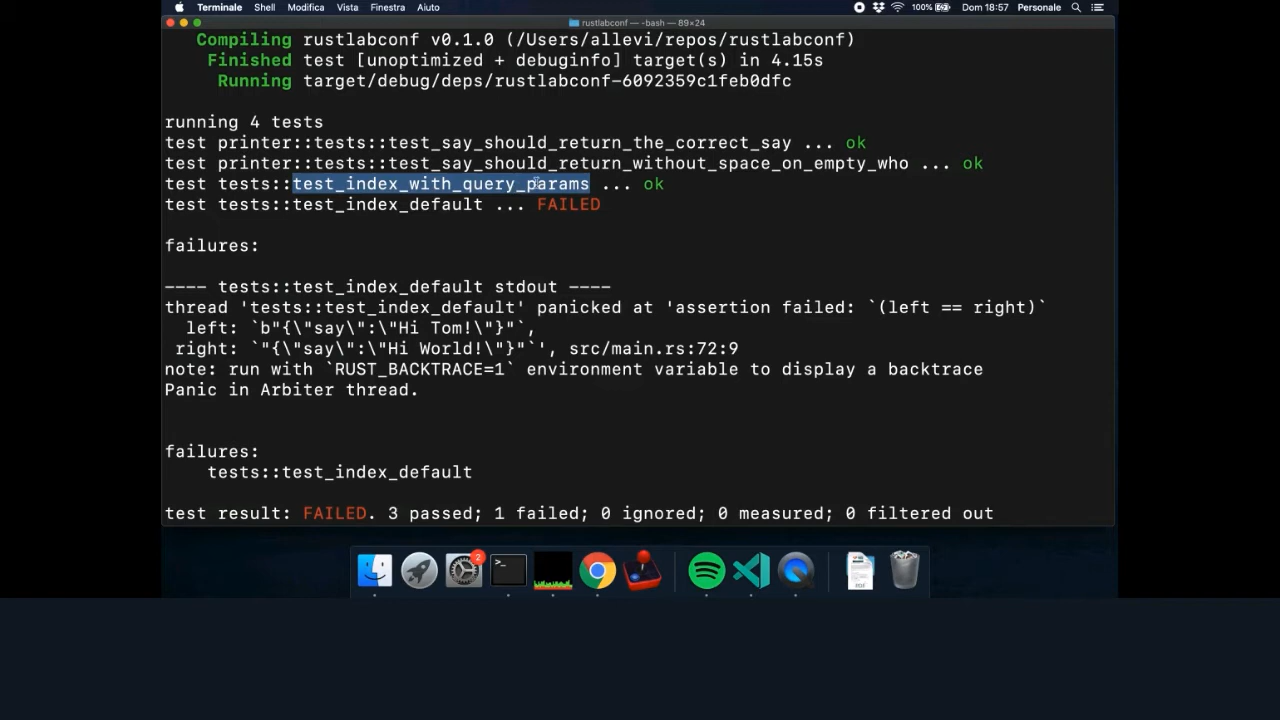 Terminale Shell Modifica Vista Finestra Aiuto 100% Dom 18:57 Personale
rustlabconf — -bash — 89×24
Compiling rustlabconf v0.1.0 (/Users/allevi/repos/rustlabconf)
Finished test [unoptimized + debuginfo] target(s) in 4.15s
Running target/debug/deps/rustlabconf-6092359c1feb0dfc
running 4 tests
test printer::tests::test_say_should_return_the_correct_say ... ok
test printer::tests::test_say_should_return_without_space_on_empty_who ... ok
test tests::test_index_with_query_params ... ok
test tests::test_index_default ... FAILED
failures:
---- tests::test_index_default stdout ----
thread 'tests::test_index_default' panicked at 'assertion failed: `(left == right)`
left: `b"{\"say\":\"Hi Tom!\"}"`,
right: `"{\"say\":\"Hi World!\"}"`', src/main.rs:72:9
note: run with `RUST_BACKTRACE=1` environment variable to display a backtrace
Panic in Arbiter thread.
failures:
tests::test_index_default
test result: FAILED. 3 passed; 1 failed; 0 ignored; 0 measured; 0 filtered out
2
>_